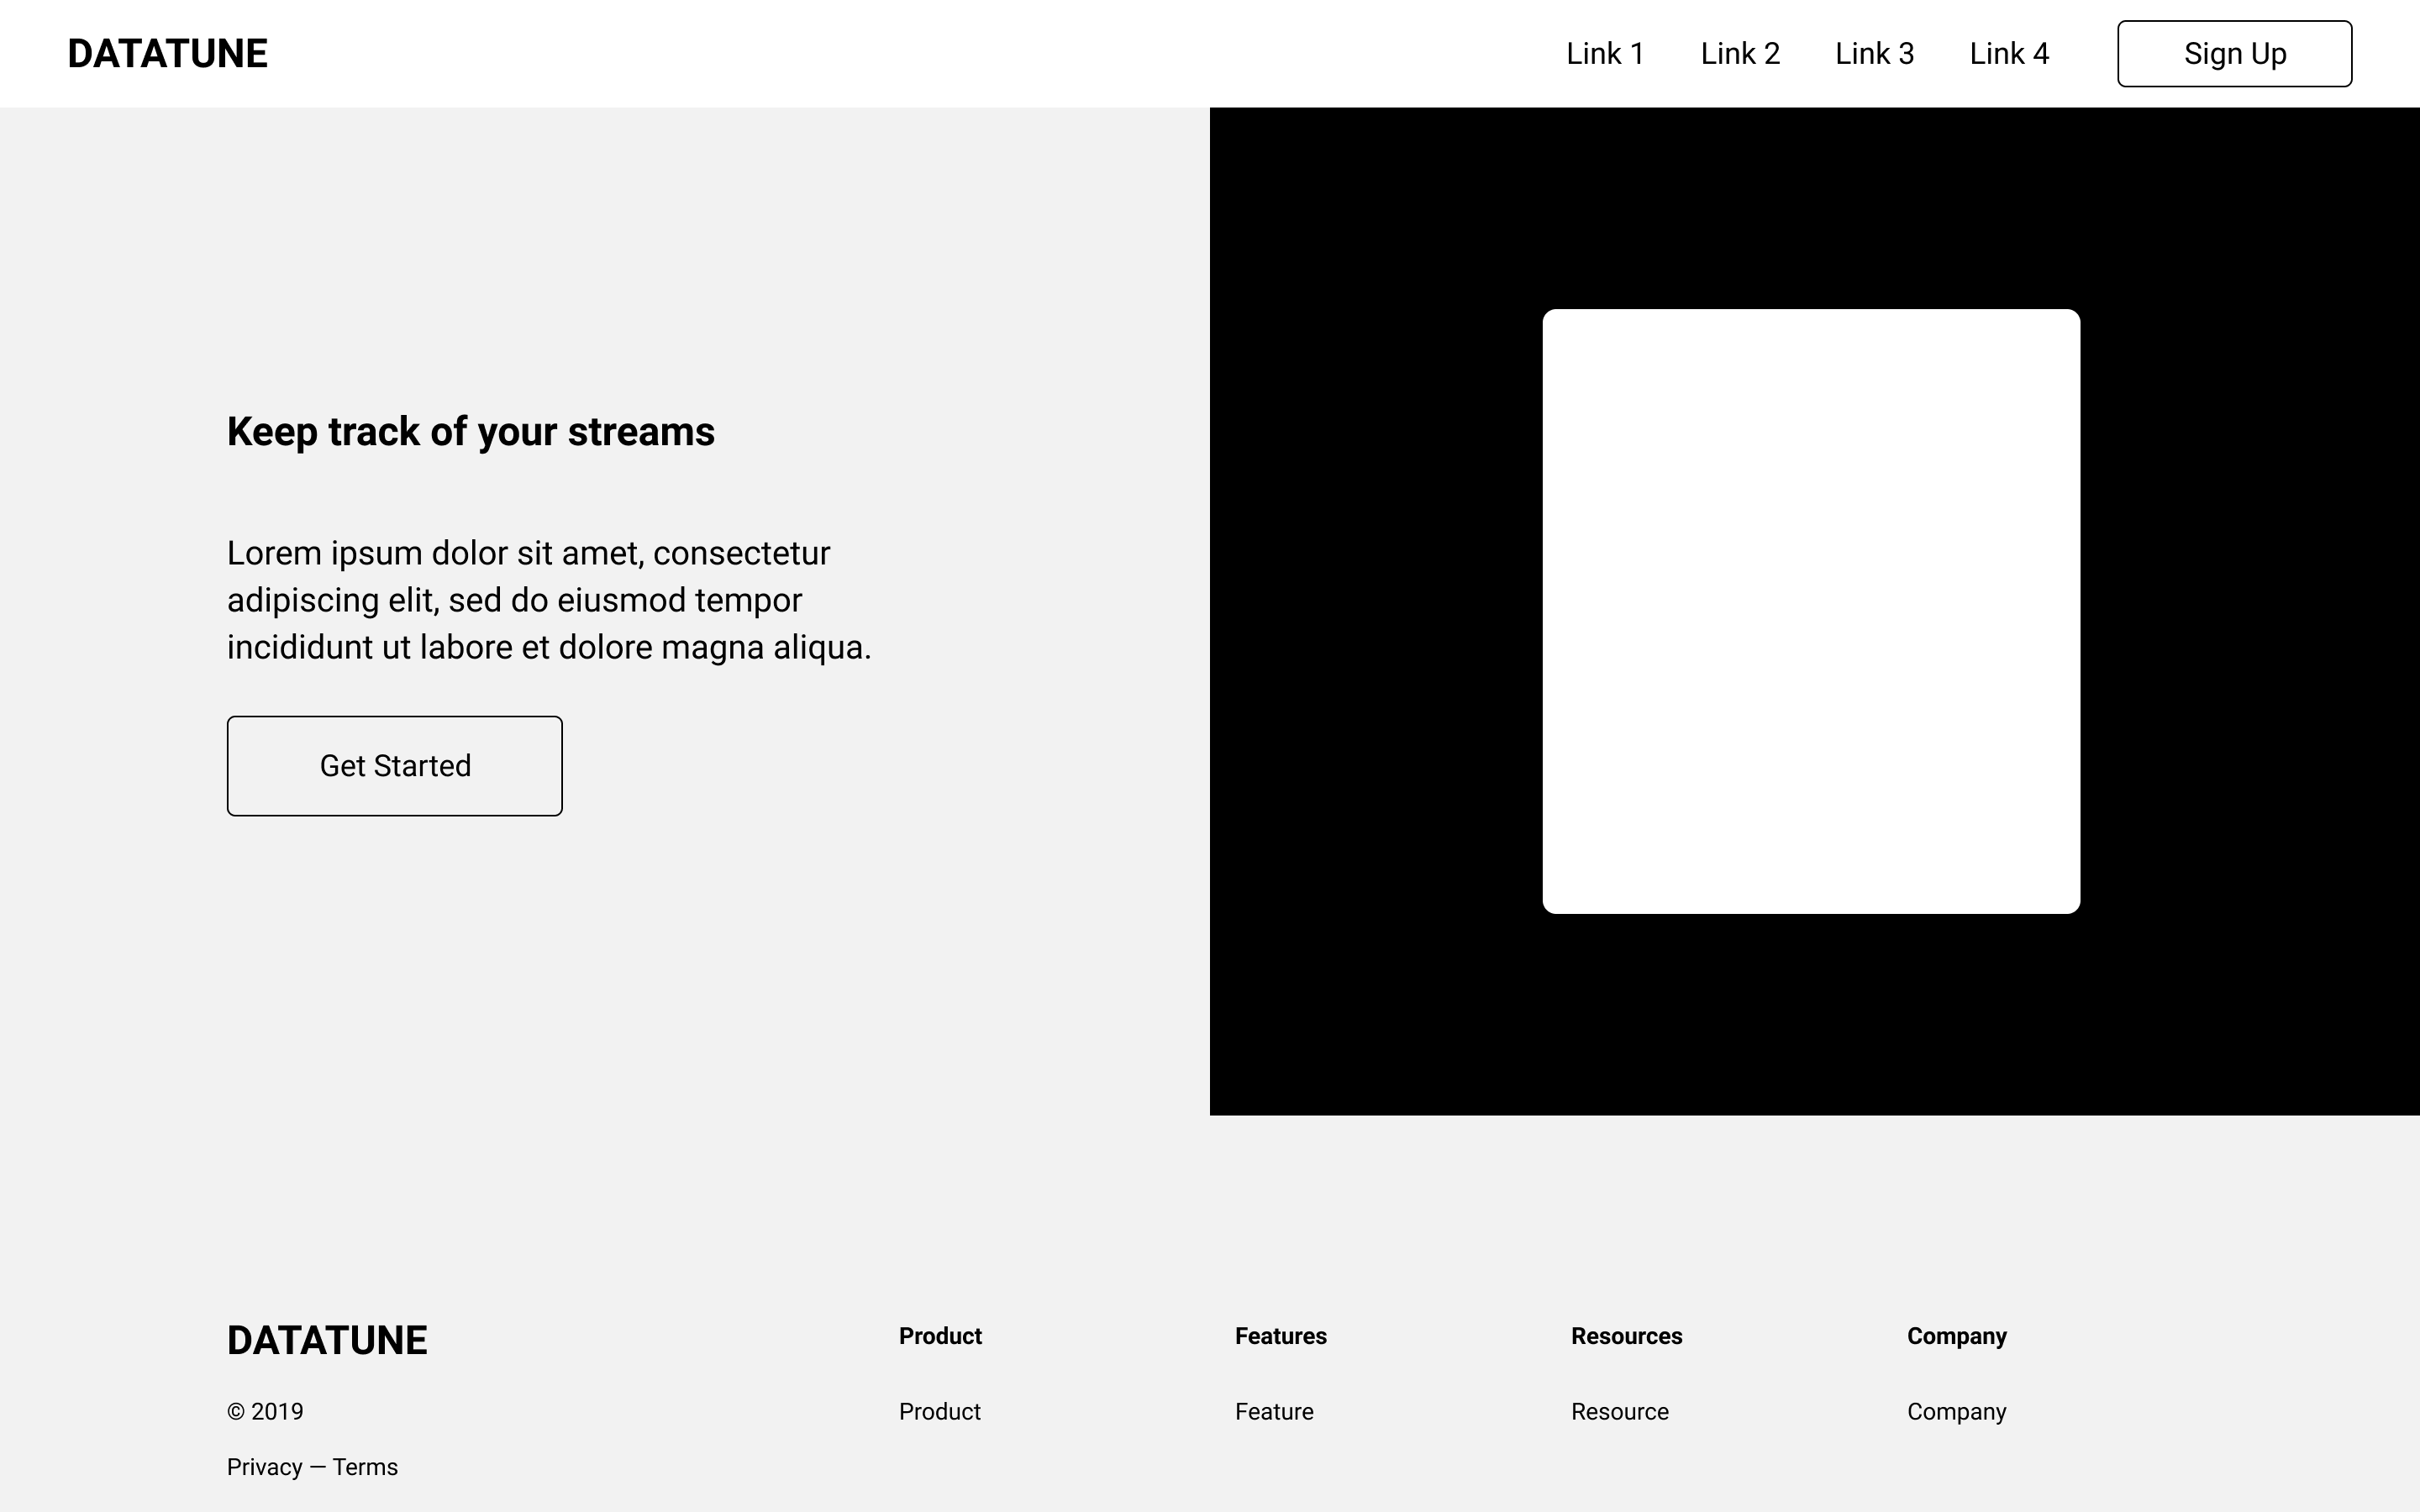 DATATUNE
Link 1
Link 2
Link 3
Link 4
Sign Up
Keep track of your streams
Lorem ipsum dolor sit amet, consectetur
adipiscing elit, sed do eiusmod tempor
incididunt ut labore et dolore magna aliqua.
Get Started
DATATUNE
© 2019
Privacy — Terms
Product
Product
Features
Feature
Resources
Resource
Company
Company